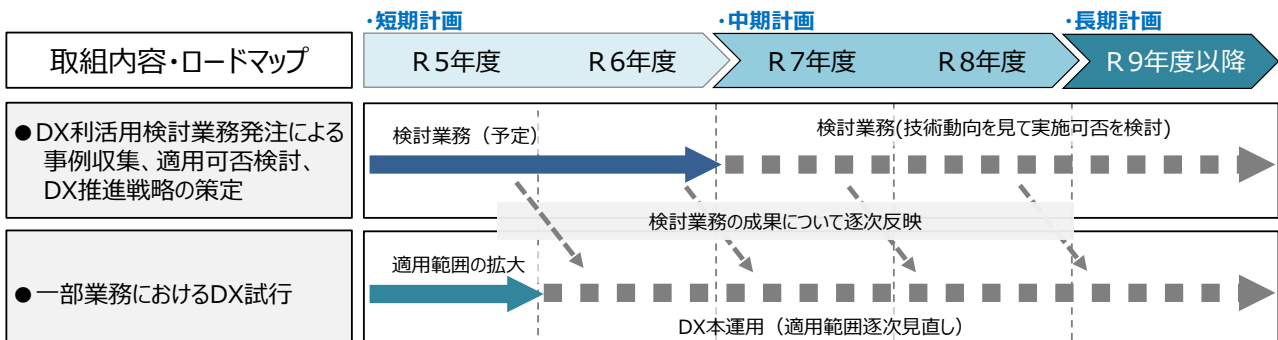 ・短期計画
・中期計画
・長期計画
取組内容・ロードマップ
R5年度
R6年度
R7年度
R8年度
R9年度以降
●DX利活用検討業務発注による
事例収集、適用可否検討、
DX推進戦略の策定
検討業務（予定）
検討業務(技術動向を見て実施可否を検討)
検討業務の成果について逐次反映
●一部業務におけるDX試行
適用範囲の拡大
DX本運用（適用範囲逐次見直し）